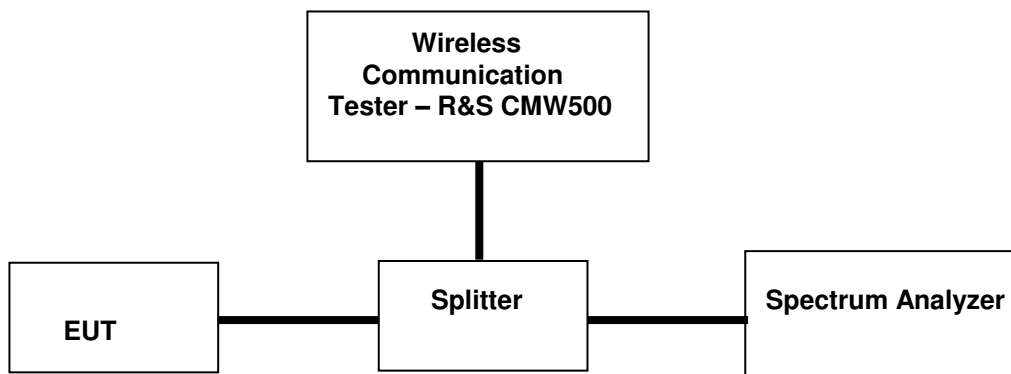 Wireless
Communication
Tester – R&S CMW500
EUT
Splitter
Spectrum Analyzer